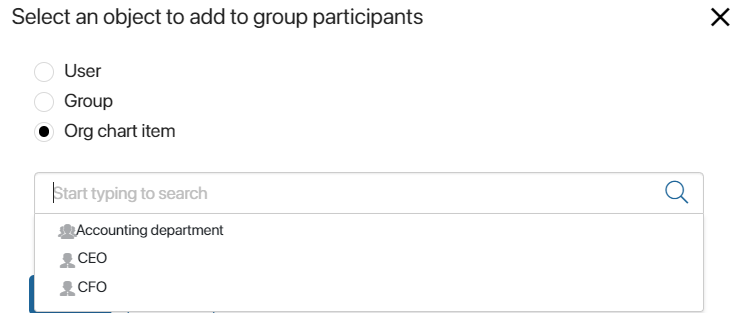 Select an object to add to group participants
User
Group
Org chart item
Start typing to search
Accounting department
CEO
CFO